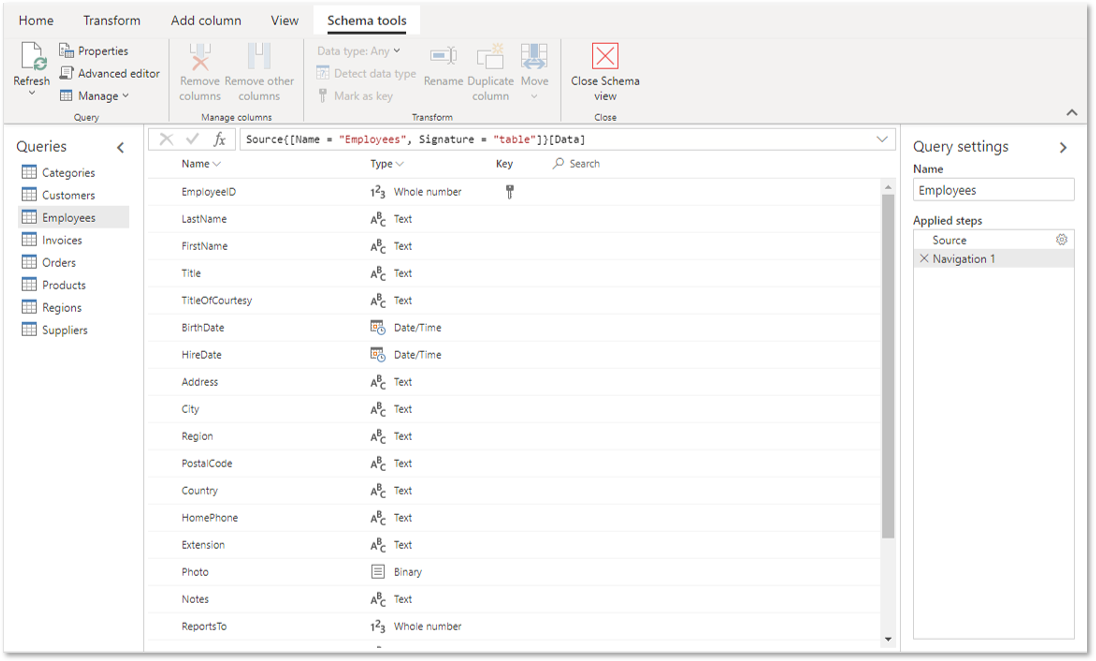 Home Transform Add column View Schema tools
Refresh
Properties
Advanced editor
Manage
Query
Remove columns
Remove other columns
Manage columns
Data type: Any
Detect data type
Mark as key
Rename
Duplicate column
Move
Transform
Close Schema view
Close
Queries
Categories
Customers
Employees
Invoices
Orders
Products
Regions
Suppliers
fx
Source{[Name = "Employees", Signature = "table"]}[Data]
Name Type Key Search
EmployeeID 123 Whole number
LastName ABC Text
FirstName ABC Text
Title ABC Text
TitleOfCourtesy ABC Text
BirthDate Date/Time
HireDate Date/Time
Address ABC Text
City ABC Text
Region ABC Text
PostalCode ABC Text
Country ABC Text
HomePhone ABC Text
Extension ABC Text
Photo Binary
Notes ABC Text
ReportsTo 123 Whole number
Query settings
Name
Employees
Applied steps
Source
Navigation 1